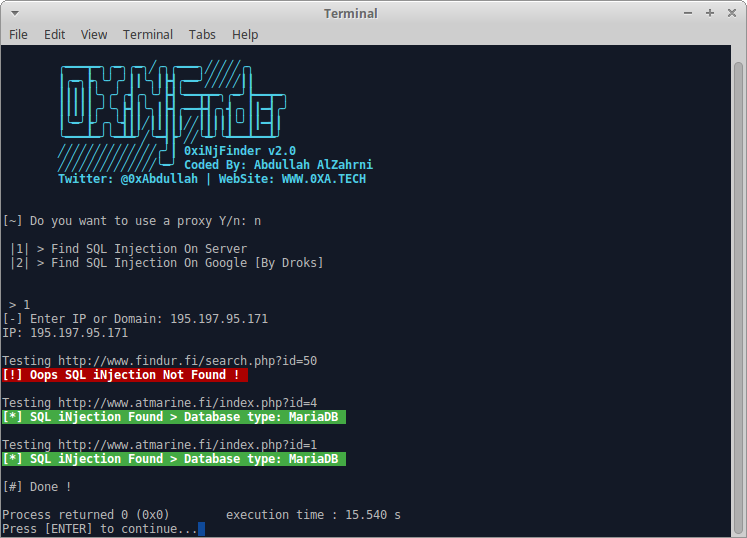 Terminal
File Edit View Terminal Tabs Help
0xiNjFinder v2.0
Coded By: Abdullah AlZahrni
Twitter: @0xAbdullah | WebSite: WWW.0XA.TECH
[~] Do you want to use a proxy Y/n: n
|1| > Find SQL Injection On Server
|2| > Find SQL Injection On Google [By Droks]
> 1
[-] Enter IP or Domain: 195.197.95.171
IP: 195.197.95.171
Testing http://www.findur.fi/search.php?id=50
[!] Oops SQL iNjection Not Found !
Testing http://www.atmarine.fi/index.php?id=4
[*] SQL iNjection Found > Database type: MariaDB
Testing http://www.atmarine.fi/index.php?id=1
[*] SQL iNjection Found > Database type: MariaDB
[#] Done !
Process returned 0 (0x0) execution time : 15.540 s
Press [ENTER] to continue...